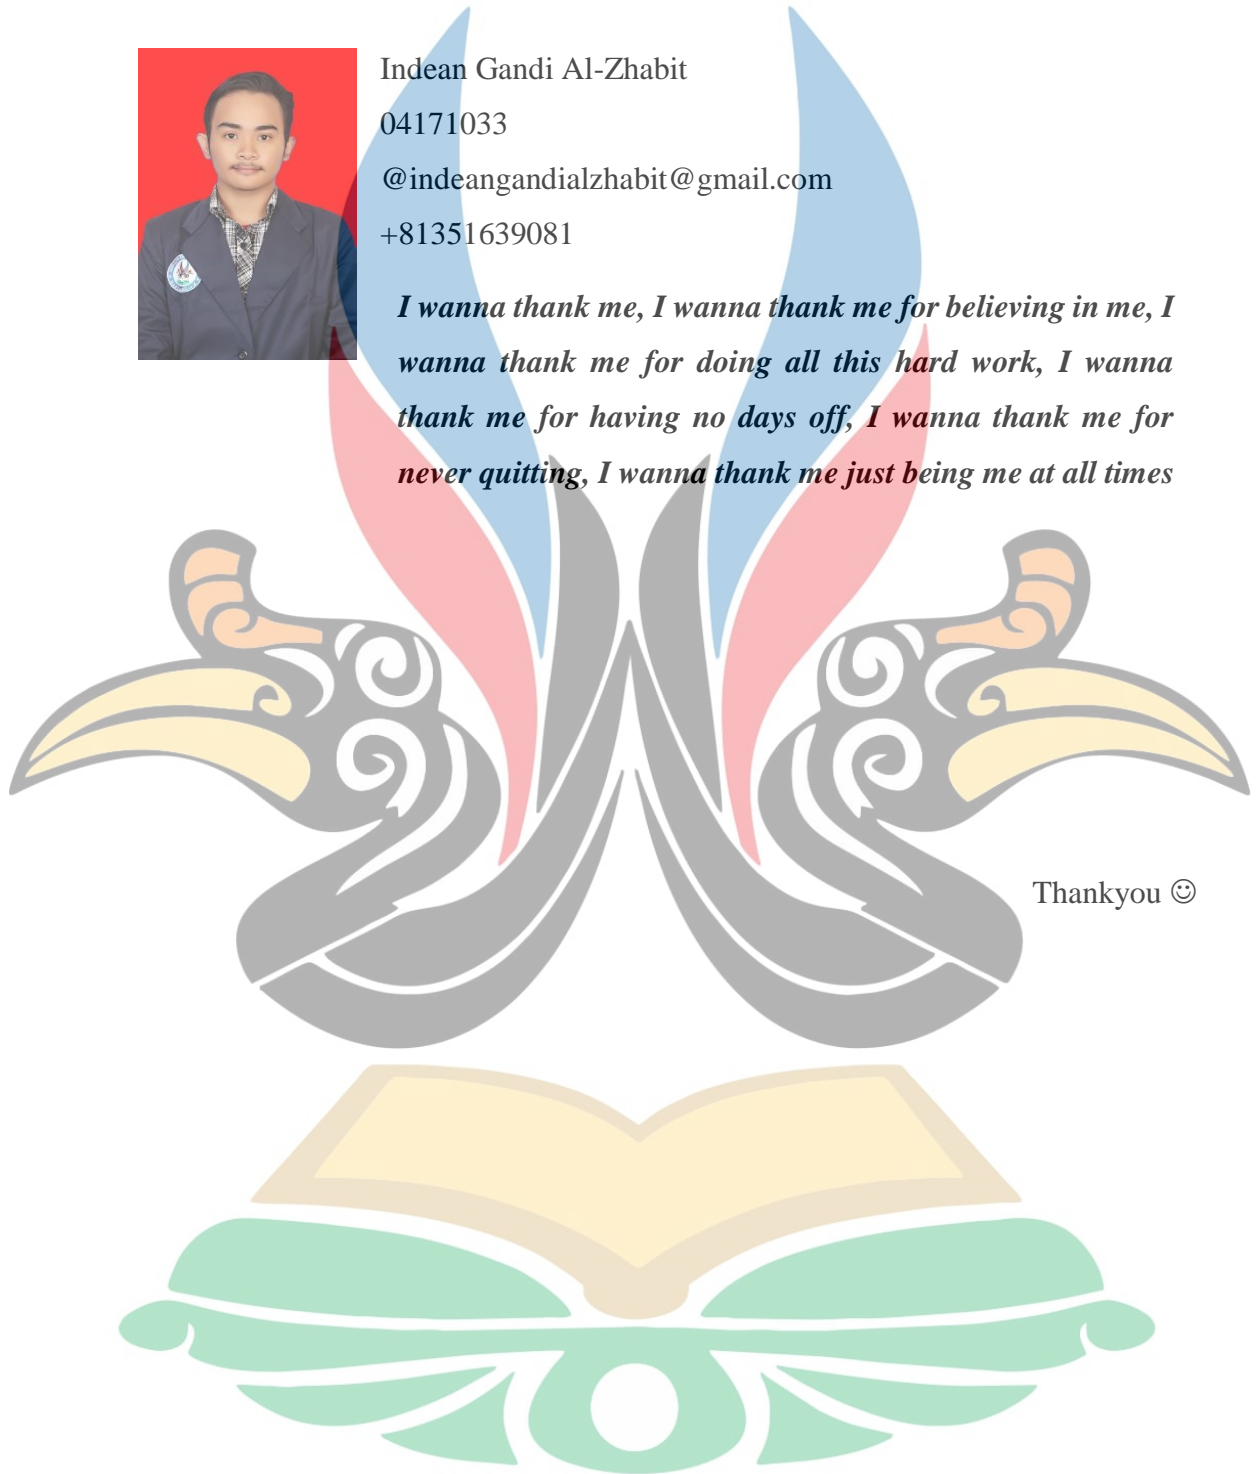 Indean Gandi Al-Zhabit
04171033
@indeangandialzhabit@gmail.com
+81351639081
I wanna thank me, I wanna thank me for believing in me, I
wanna thank me for doing all this hard work, I wanna
thank me for having no days off, I wanna thank me for
never quitting, I wanna thank me just being me at all times
Thankyou ☺